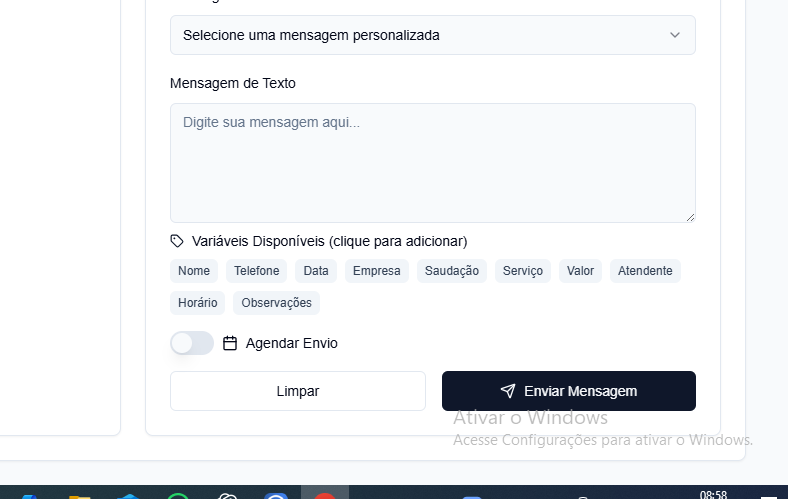 Selecione uma mensagem personalizada
Mensagem de Texto
Digite sua mensagem aqui...
Variáveis Disponíveis (clique para adicionar)
Nome Telefone Data Empresa Saudação Serviço Valor Atendente
Horário Observações
Agendar Envio
Limpar Enviar Mensagem
Ativar o Windows
Acesse Configurações para ativar o Windows.
08:58